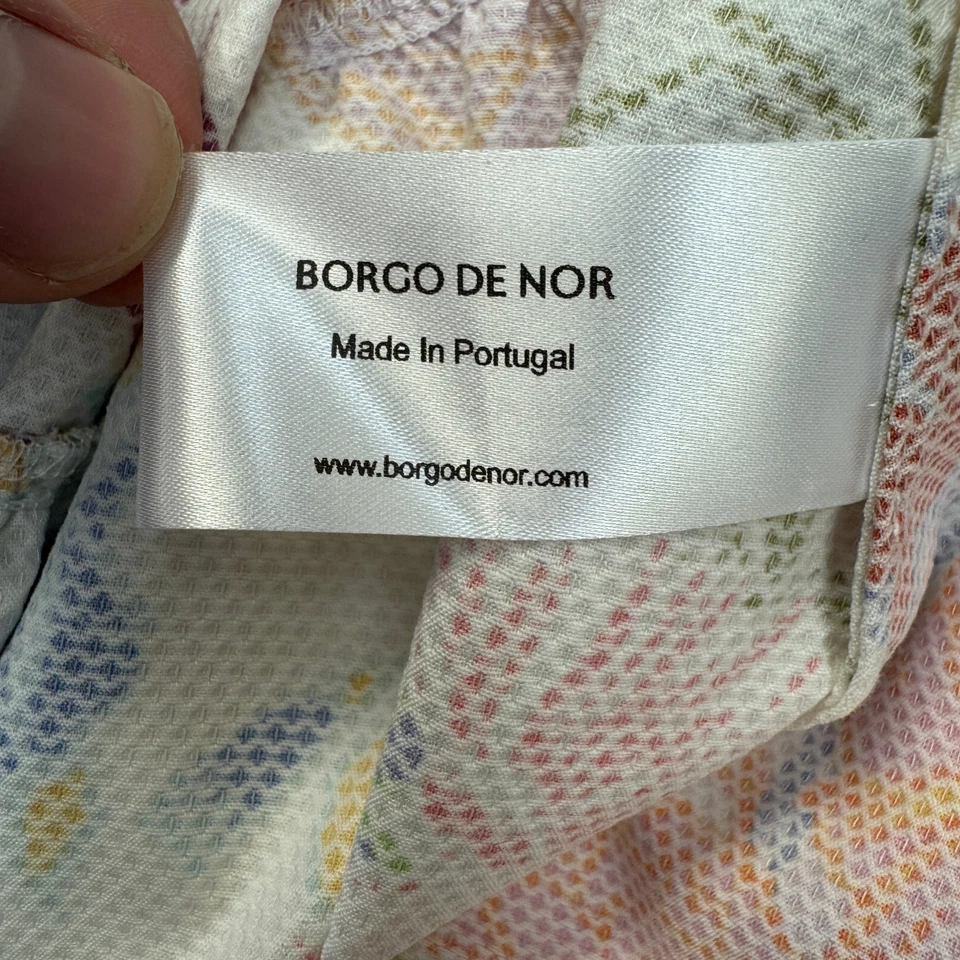 BORGO DE NOR
Made In Portugal
www.borgodenor.com